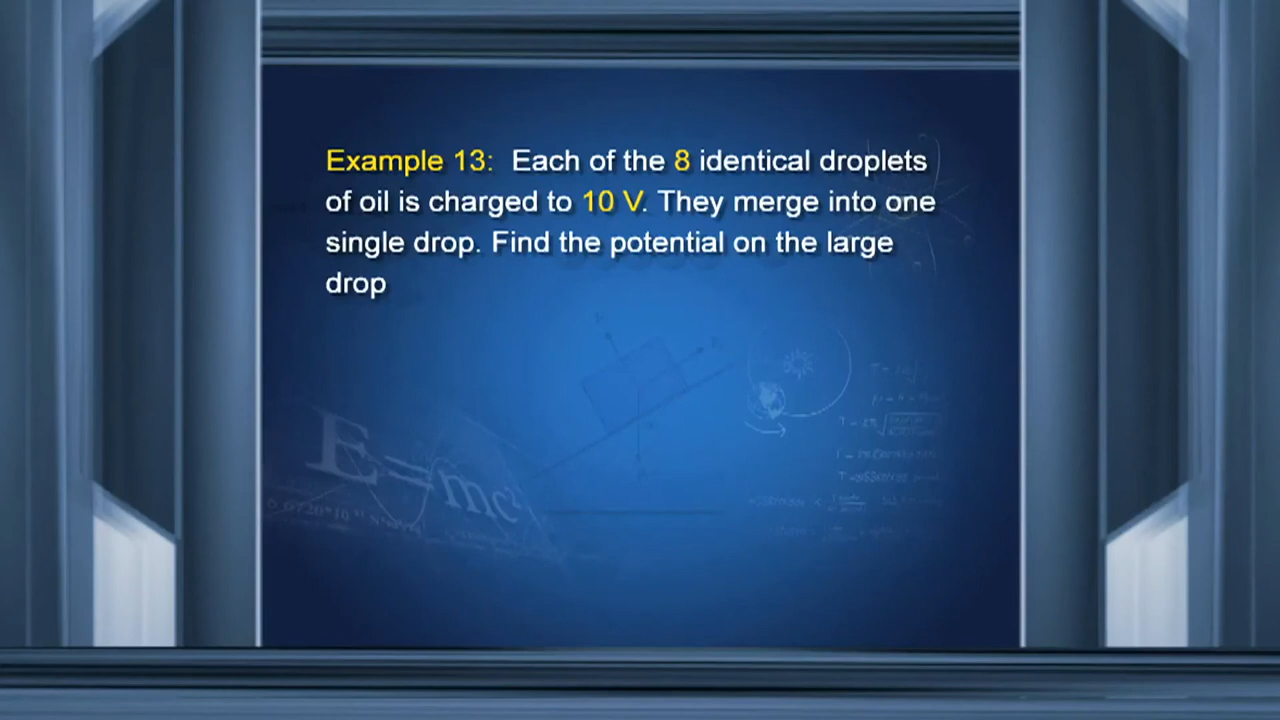 Example 13: Each of the 8 identical droplets
of oil is charged to 10 V. They merge into one
single drop. Find the potential on the large
drop
E=mc²